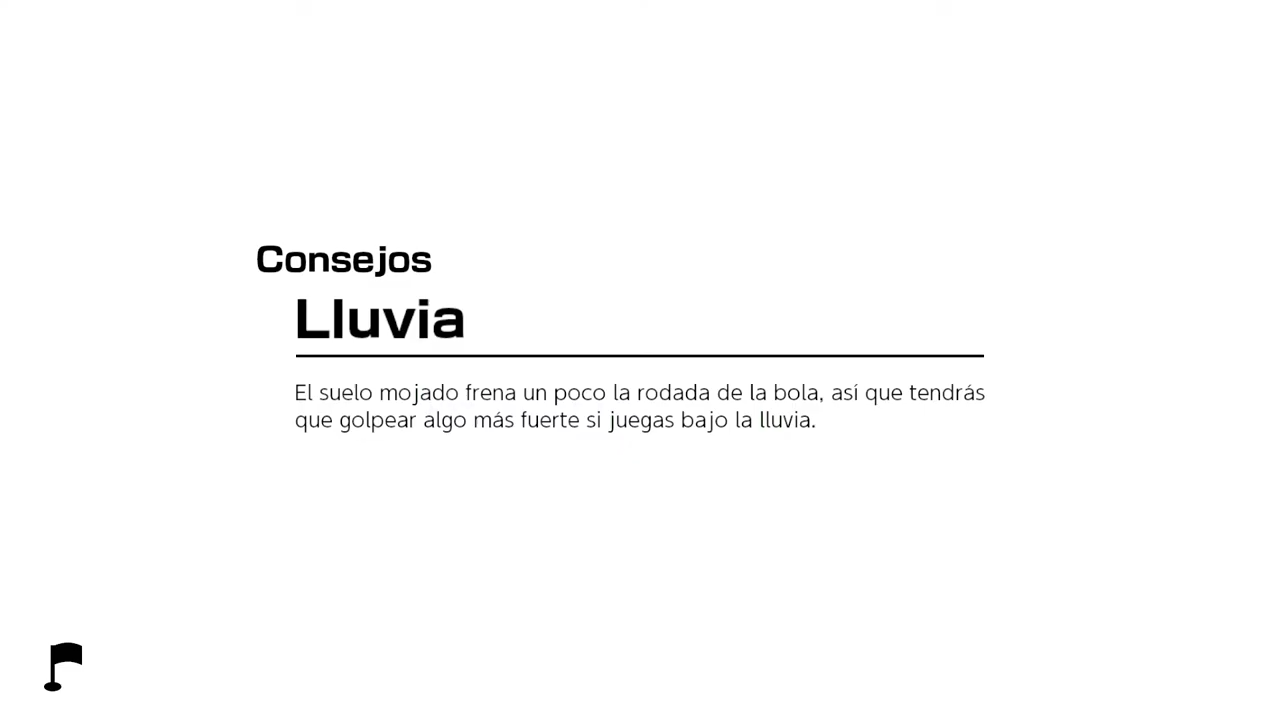 Consejos
Lluvia
El suelo mojado frena un poco la rodada de la bola, así que tendrás
que golpear algo más fuerte si juegas bajo la lluvia.